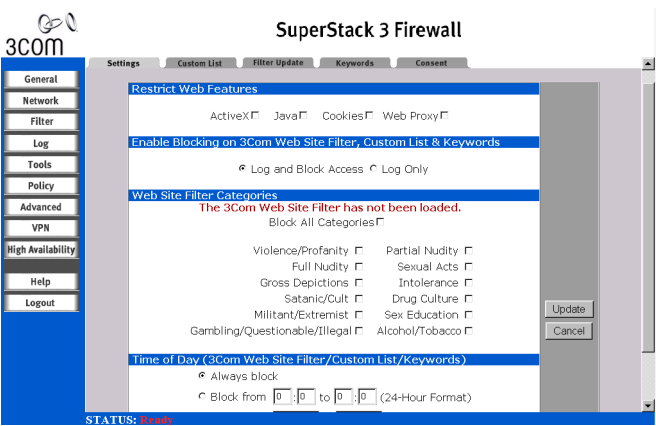 3com
SuperStack 3 Firewall
Settings
Custom List
Filter Update
Keywords
Consent
General
Network
Filter
Log
Tools
Policy
Advanced
VPN
High Availability
Help
Logout
Restrict Web Features
ActiveX Java Cookies Web Proxy
Enable Blocking on 3Com Web Site Filter, Custom List & Keywords
Log and Block Access Log Only
Web Site Filter Categories
The 3Com Web Site Filter has not been loaded.
Block All Categories
Violence/Profanity Partial Nudity
Full Nudity Sexual Acts
Gross Depictions Intolerance
Satanic/Cult Drug Culture
Militant/Extremist Sex Education
Gambling/Questionable/Illegal Alcohol/Tobacco
Update
Cancel
Time of Day (3Com Web Site Filter/Custom List/Keywords)
Always block
Block from 0 :0 to 0 :0 (24-Hour Format)
STATUS: Ready